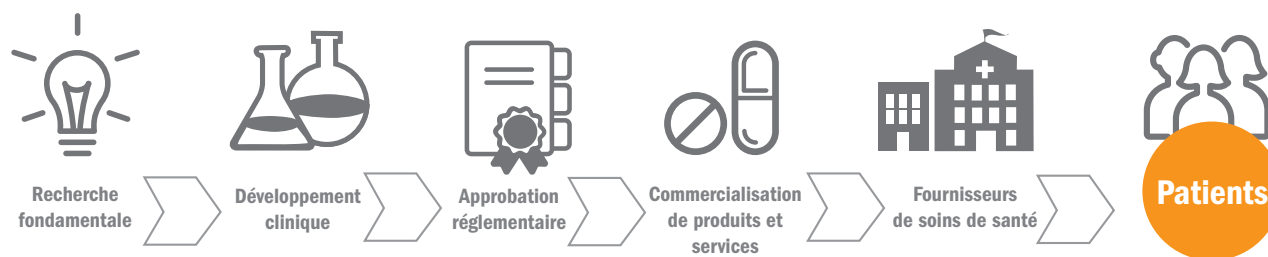 Recherche
fondamentale
Développement
clinique
Approbation
réglementaire
Commercialisation
de produits et
services
Fournisseurs
de soins de santé
Patients